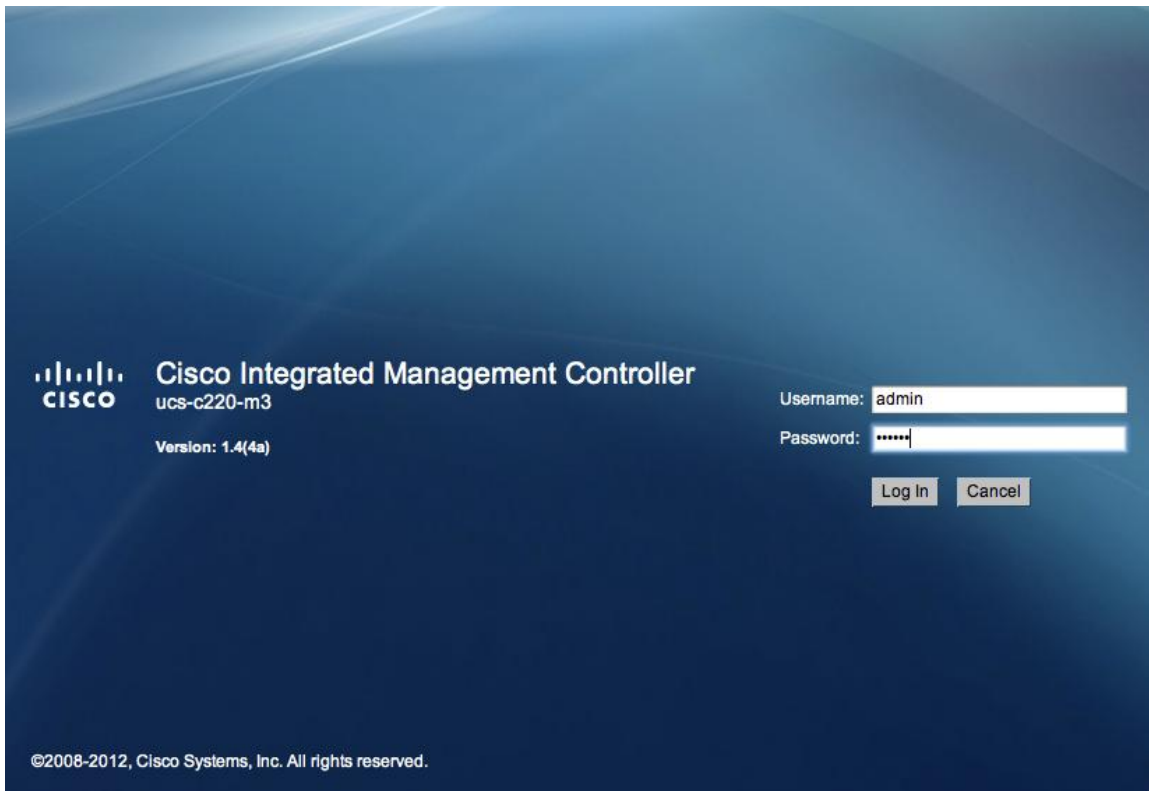 CISCO
Cisco Integrated Management Controller
ucs-c220-m3
Version: 1.4(4a)
Username: admin
Password: ••••••
Log In Cancel
©2008-2012, Cisco Systems, Inc. All rights reserved.